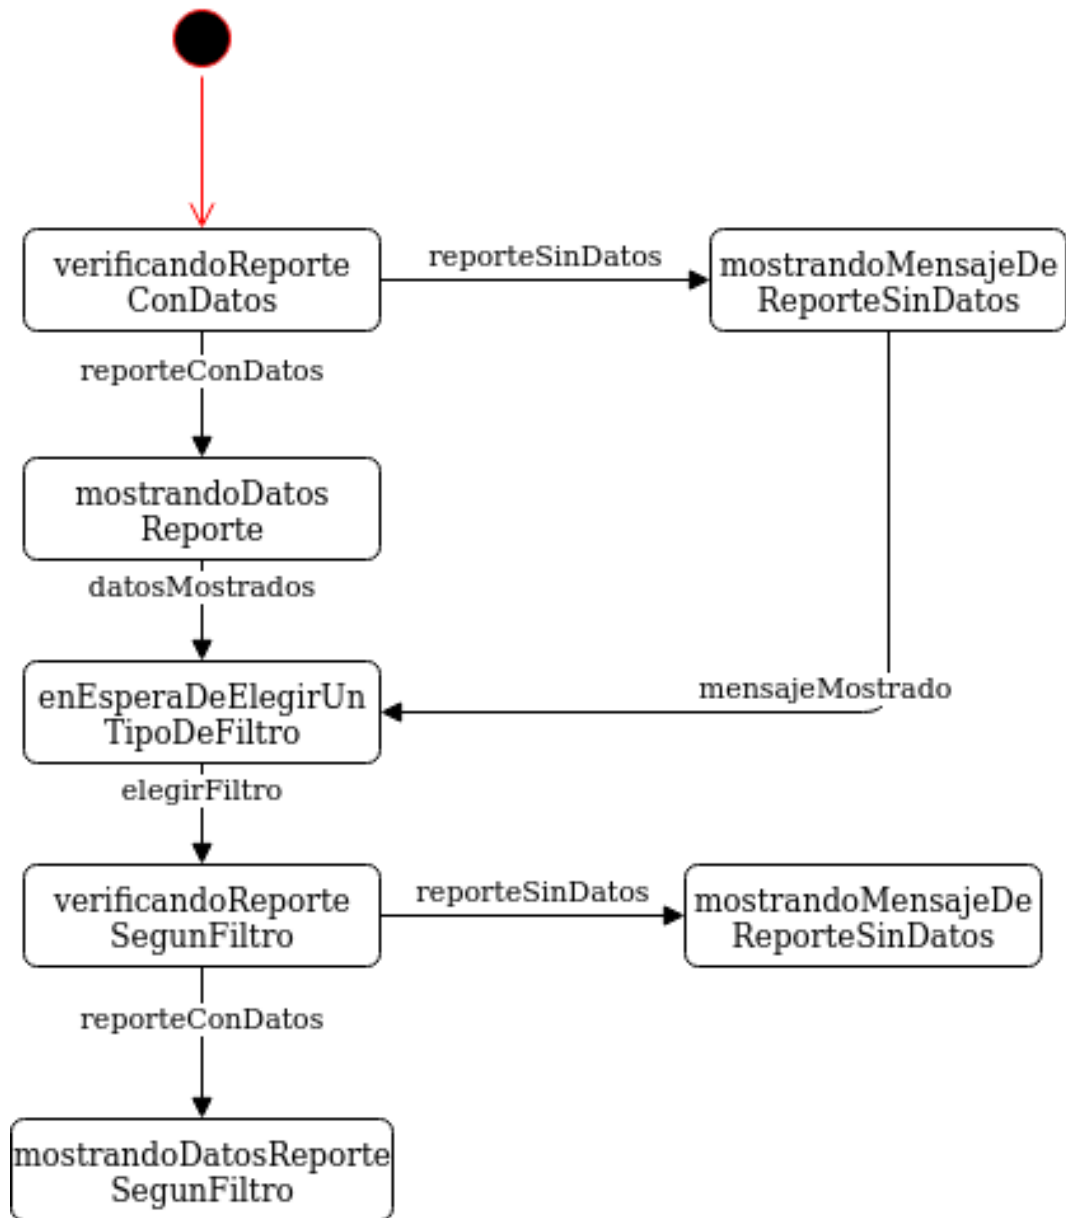 verificandoReporte
ConDatos
reporteSinDatos
mostrandoMensajeDe
ReporteSinDatos
reporteConDatos
mostrandoDatos
Reporte
datosMostrados
mensajeMostrado
enEsperaDeElegirUn
TipoDeFiltro
elegirFiltro
verificandoReporte
SegunFiltro
reporteSinDatos
mostrandoMensajeDe
ReporteSinDatos
reporteConDatos
mostrandoDatosReporte
SegunFiltro